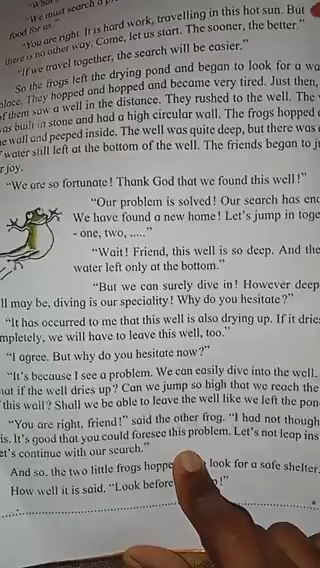 "We must search a
food for us."
"You are right. It is hard work, travelling in this hot sun. But
there is no other way. Come, let us start. The sooner, the better."
"If we travel together, the search will be easier."
So the frogs left the drying pond and began to look for a
place. They hopped and hopped and became very tired. Just then,
of them saw a well in the distance. They rushed to the well. The
was built in stone and had a high circular wall. The frogs hopped
wall and peeped inside. The well was quite deep, but there was
water still left at the bottom of the well. The friends began to
joy.
"We are so fortunate! Thank God that we found this well!"
"Our problem is solved! Our search has
We have found a new home! Let's jump in
- one, two, ....."
"Wait! Friend, this well is so deep. And the
water left only at the bottom."
"But we can surely dive in! However deep
may be, diving is our speciality! Why do you hesitate?"
"It has occurred to me that this well is also drying up. If it
we will have to leave this well, too."
"I agree. But why do you hesitate now?"
"It's because I see a problem. We can easily dive into the well.
if the well dries up? Can we jump so high that we reach the
this wall? Shall we be able to leave the well like we left the
"You are right, friend!" said the other frog. "I had not
It's good that you could foresee this problem. Let's not leap
continue with our search."
And so, the two little frogs look for a safe shelter.
How well it is said, "Look before